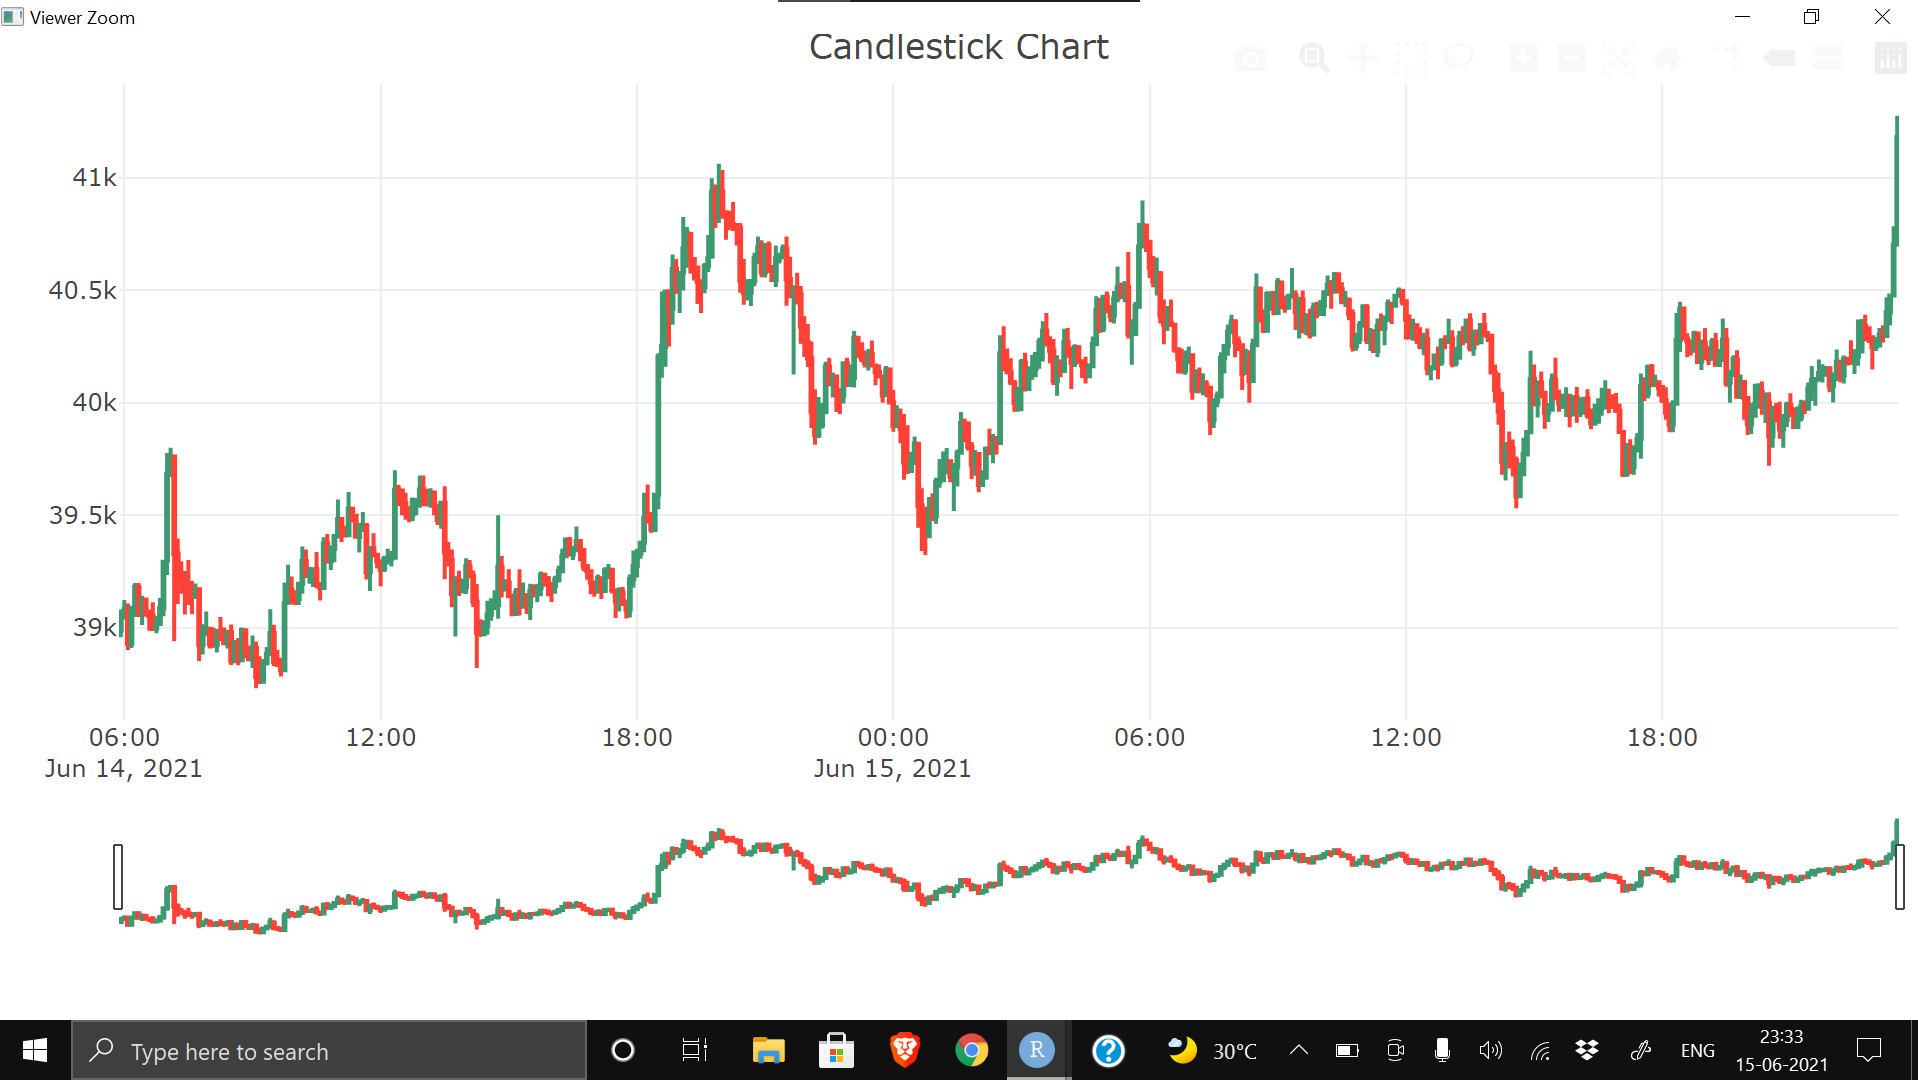 Viewer Zoom
Candlestick Chart
41k
40.5k
40k
39.5k
39k
06:00 12:00 18:00 00:00 06:00 12:00 18:00
Jun 14, 2021 Jun 15, 2021
Type here to search
R
?
30°C
ENG
23:33
15-06-2021